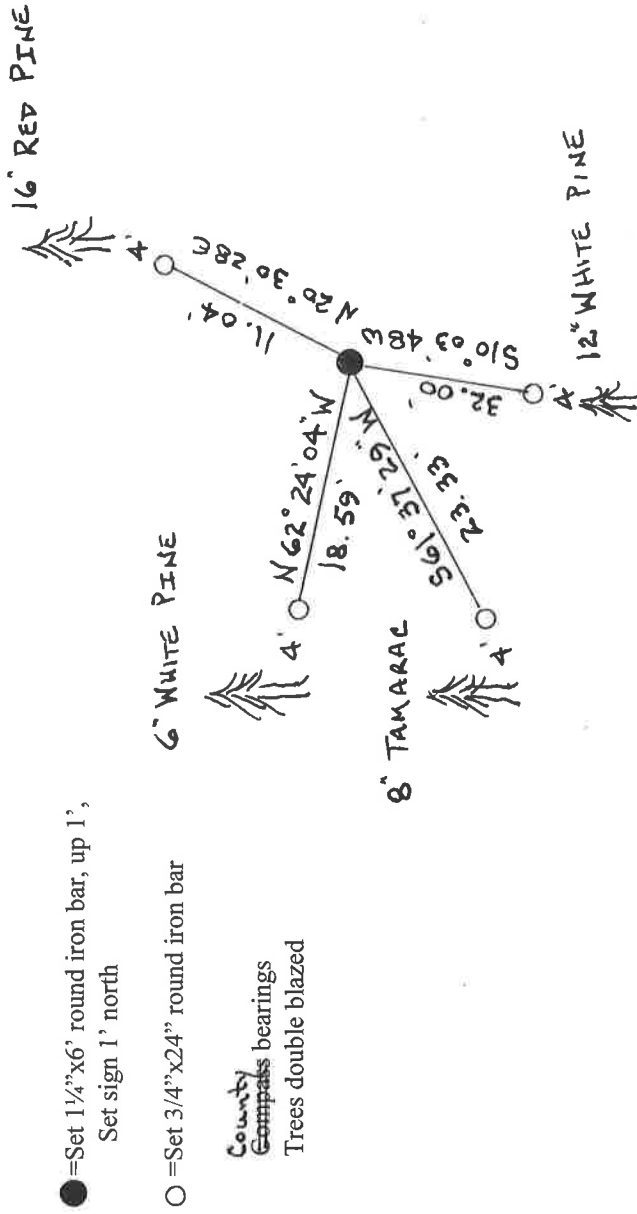 ●=Set 1¼”x6’ round iron bar, up 1’,
Set sign 1’ north
○=Set 3/4”x24” round iron bar
County
Compass bearings
Trees double blazed
6" WHITE PINE
4'
N62°24'04"W
18.59'
8" TAMARAC
4'
S61°37'29"W
23.33'
16" RED PINE
4'
11.04'
N20°30'28E
S10°03'48W
32.00'
4'
12" WHITE PINE